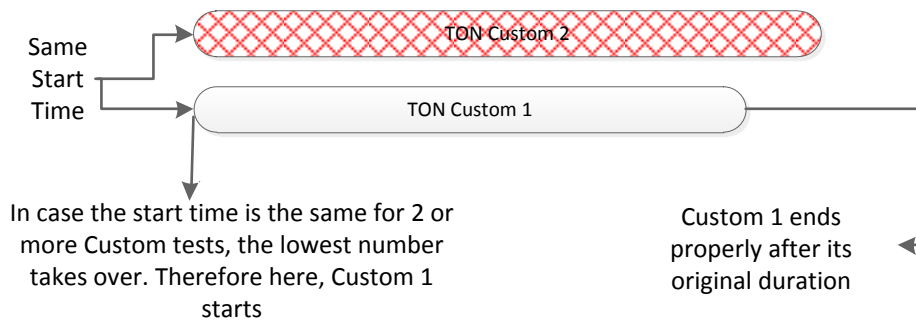 TON Custom 2
Same
Start
Time
TON Custom 1
In case the start time is the same for 2 or
more Custom tests, the lowest number
takes over. Therefore here, Custom 1
starts
Custom 1 ends
properly after its
original duration